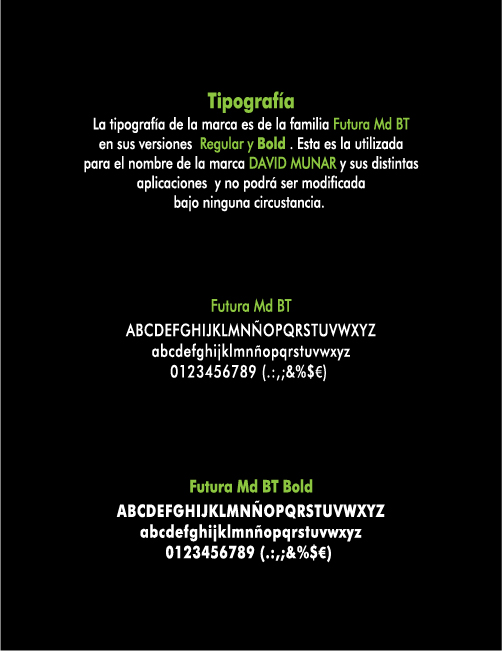 Tipografía
La tipografía de la marca es de la familia Futura Md BT
en sus versiones Regular y Bold . Esta es la utilizada
para el nombre de la marca DAVID MUNAR y sus distintas
aplicaciones y no podrá ser modificada
bajo ninguna circustancia.
Futura Md BT
ABCDEFGHIJKLMNÑOPQRSTUVWXYZ
abcdefghijklmnñopqrstuvwxyz
0123456789 (.:,;&%$€)
Futura Md BT Bold
ABCDEFGHIJKLMNÑOPQRSTUVWXYZ
abcdefghijklmnñopqrstuvwxyz
0123456789 (.:,;&%$€)